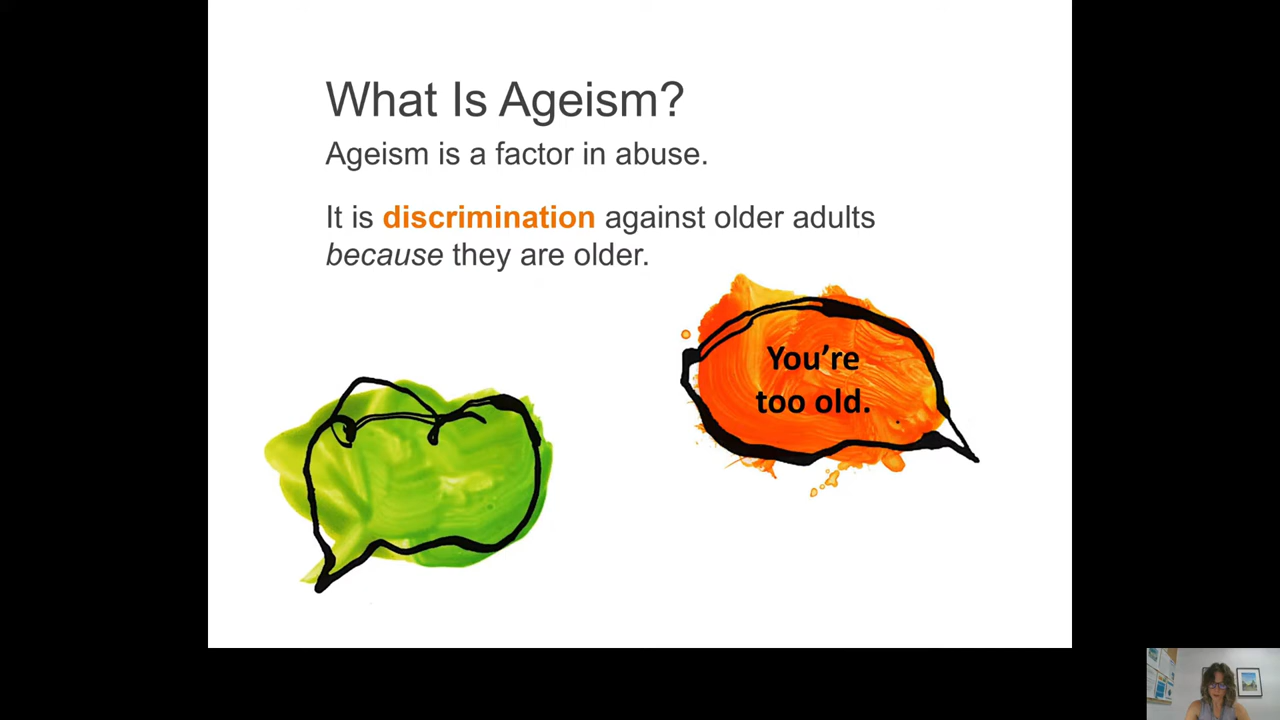 What Is Ageism?
Ageism is a factor in abuse.
It is discrimination against older adults
because they are older.
You’re
too old.